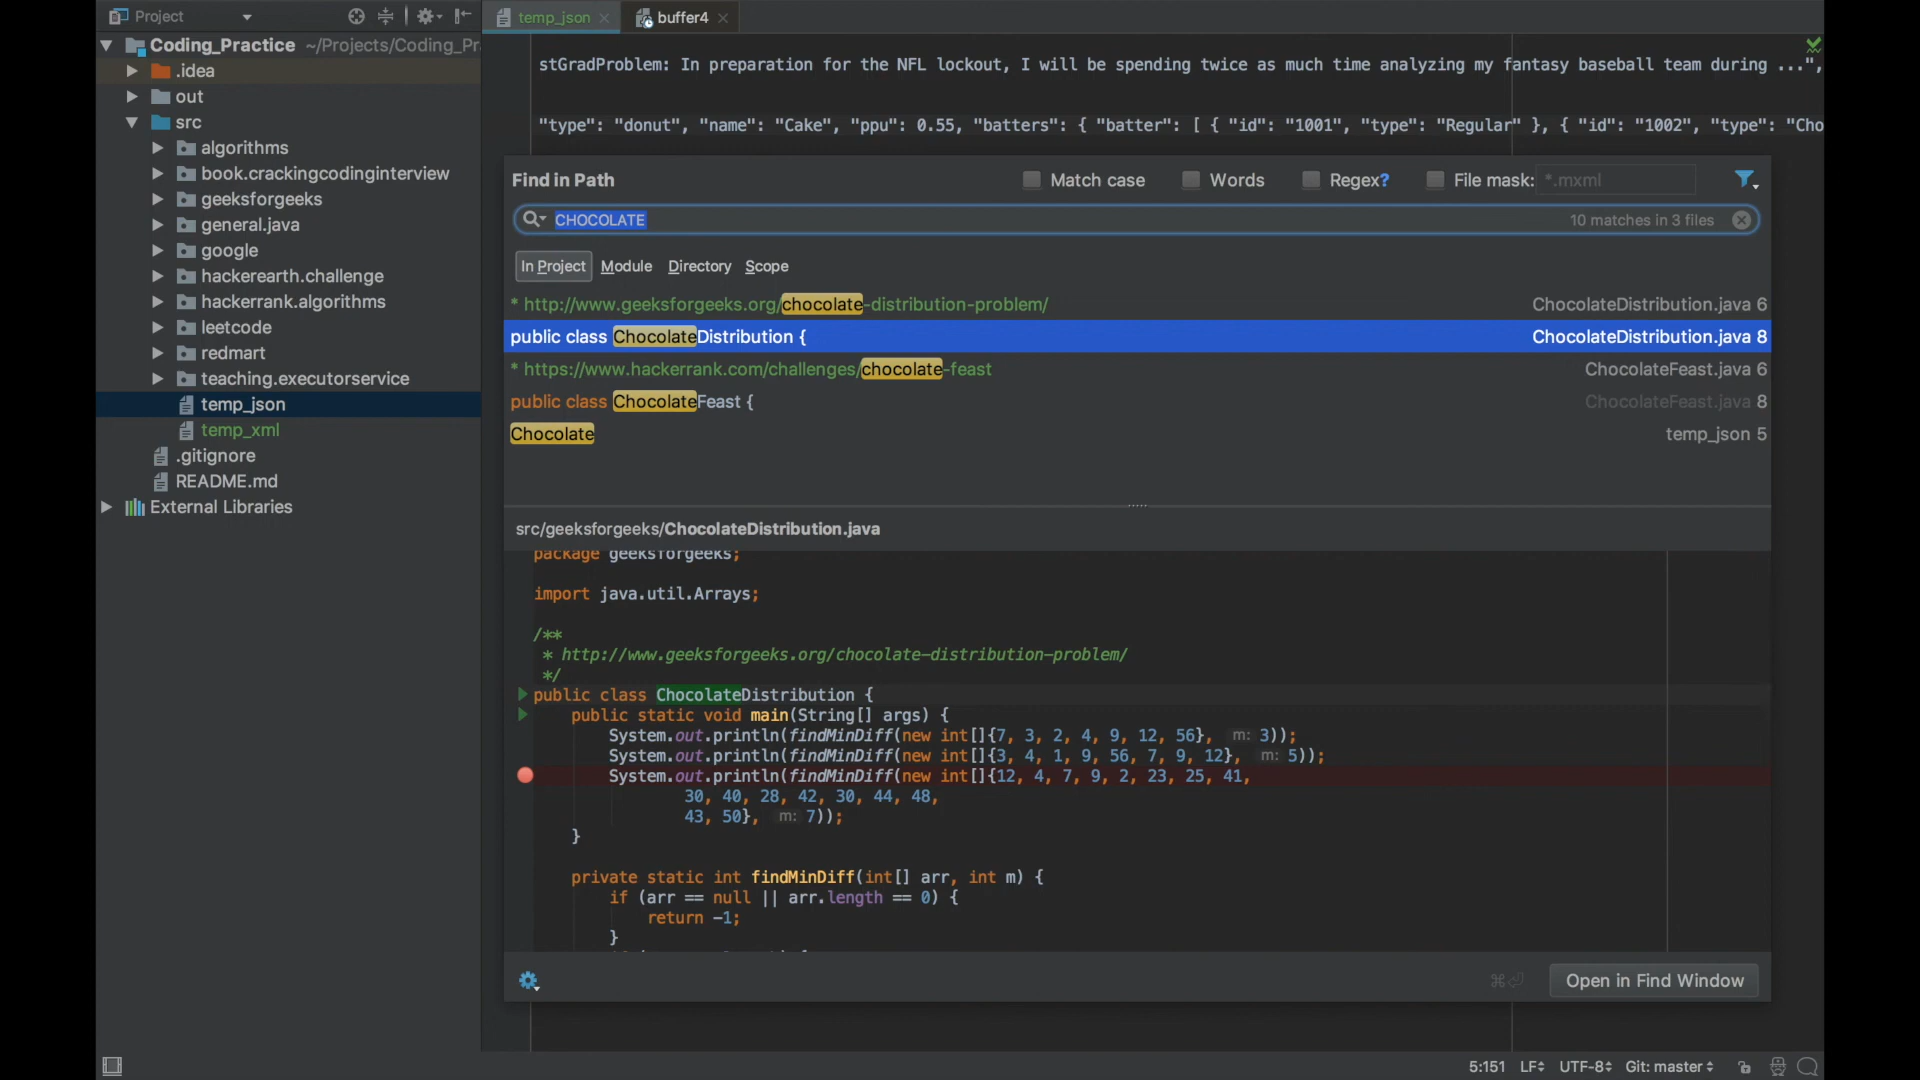 Project
temp_json
buffer4
Coding_Practice ~/Projects/Coding_Pr
.idea
out
src
algorithms
book.crackingcodinginterview
geeksforgeeks
general.java
google
hackerearth.challenge
hackerrank.algorithms
leetcode
redmart
teaching.executorservice
temp_json
temp_xml
.gitignore
README.md
External Libraries
stGradProblem: In preparation for the NFL lockout, I will be spending twice as much time analyzing my fantasy baseball team during ...",
"type": "donut", "name": "Cake", "ppu": 0.55, "batters": { "batter": [ { "id": "1001", "type": "Regular" }, { "id": "1002", "type": "Cho
Find in Path Match case Words Regex? File mask: *.mxml
CHOCOLATE 10 matches in 3 files
In Project Module Directory Scope
* http://www.geeksforgeeks.org/chocolate-distribution-problem/ ChocolateDistribution.java 6
public class ChocolateDistribution { ChocolateDistribution.java 8
* https://www.hackerrank.com/challenges/chocolate-feast ChocolateFeast.java 6
public class ChocolateFeast { ChocolateFeast.java 8
Chocolate temp_json 5
src/geeksforgeeks/ChocolateDistribution.java
package geeksforgeeks;
import java.util.Arrays;
/**
* http://www.geeksforgeeks.org/chocolate-distribution-problem/
*/
public class ChocolateDistribution {
public static void main(String[] args) {
System.out.println(findMinDiff(new int[]{7, 3, 2, 4, 9, 12, 56}, m: 3));
System.out.println(findMinDiff(new int[]{3, 4, 1, 9, 56, 7, 9, 12}, m: 5));
System.out.println(findMinDiff(new int[]{12, 4, 7, 9, 2, 23, 25, 41,
30, 40, 28, 42, 30, 44, 48,
43, 50}, m: 7));
}
private static int findMinDiff(int[] arr, int m) {
if (arr == null || arr.length == 0) {
return -1;
}
⌘⏎ Open in Find Window
5:151 LF UTF-8 Git: master